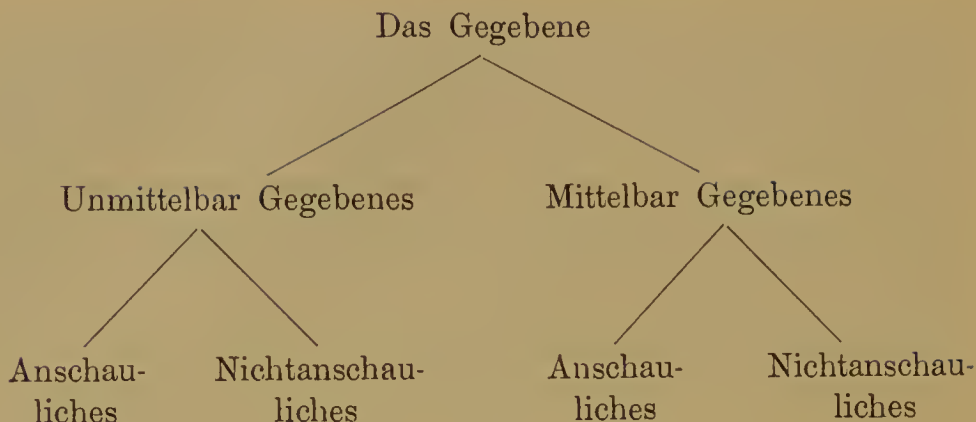 Das Gegebene
Unmittelbar Gegebenes
Mittelbar Gegebenes
Anschau-
liches
Nichtanschau-
liches
Anschau-
liches
Nichtanschau-
liches